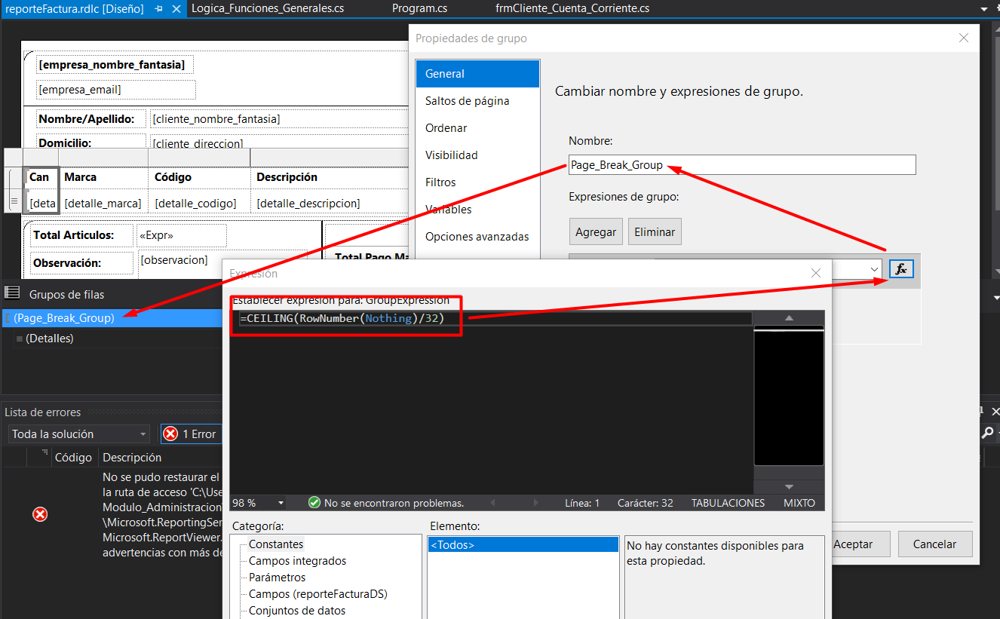 reporteFactura.rdlc [Diseño]
Logica_Funciones_Generales.cs
Program.cs
frmCliente_Cuenta_Corriente.cs
[empresa_nombre_fantasia]
[empresa_email]
Nombre/Apellido: [cliente_nombre_fantasia]
Domicilio: [cliente_direccion]
Can Marca Código Descripción
[deta [detalle_marca] [detalle_codigo] [detalle_descripcion]
Total Articulos: «Expr»
Observación: [observacion]
Total Pago Ma
Grupos de filas
(Page_Break_Group)
(Detalles)
Lista de errores
Toda la solución
1 Error
Código Descripción
No se pudo restaurar el
la ruta de acceso 'C:\Use
Modulo_Administracion
\Microsoft.ReportingSer
Microsoft.ReportViewer.
advertencias con más de
Propiedades de grupo
General
Saltos de página
Ordenar
Visibilidad
Filtros
Variables
Opciones avanzadas
Cambiar nombre y expresiones de grupo.
Nombre:
Page_Break_Group
Expresiones de grupo:
Agregar Eliminar
fx
Aceptar Cancelar
Expresión
Establecer expresión para: GroupExpression
=CEILING(RowNumber(Nothing)/32)
98 % No se encontraron problemas. Línea: 1 Carácter: 32 TABULACIONES MIXTO
Categoría:
Constantes
Campos integrados
Parámetros
Campos (reporteFacturaDS)
Conjuntos de datos
Elemento:
<Todos>
No hay constantes disponibles para
esta propiedad.